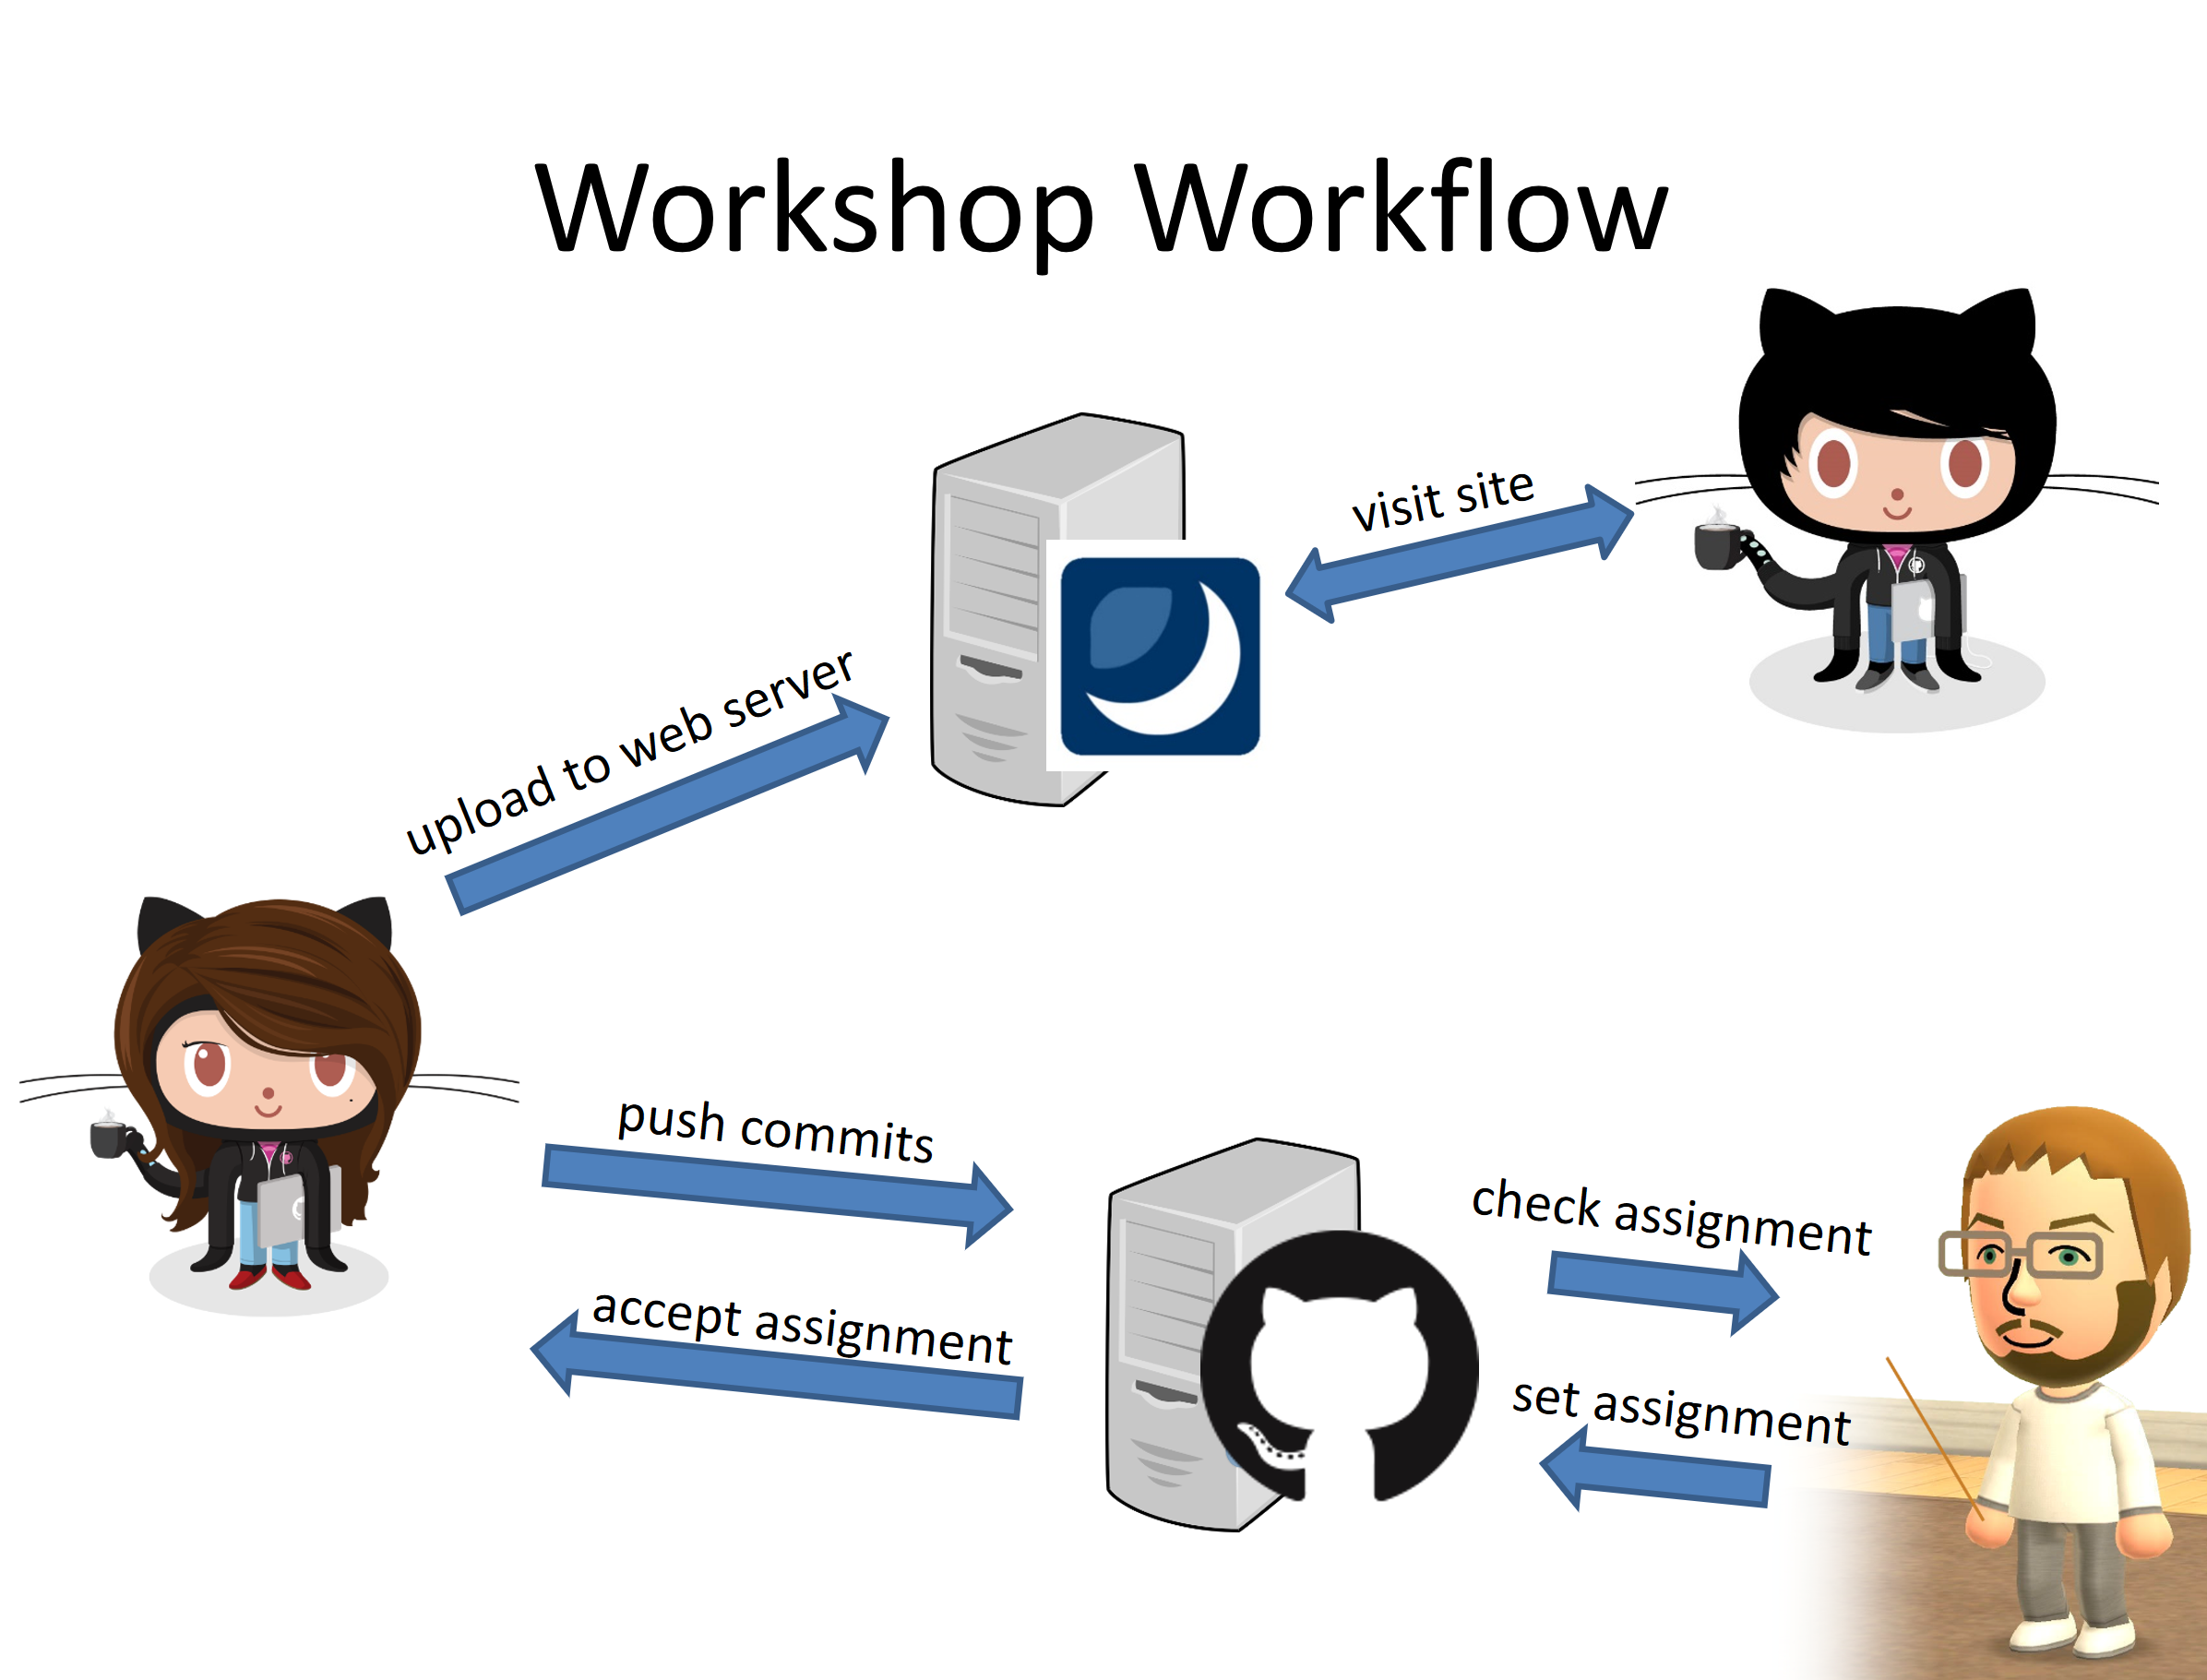 Workshop Workflow
visit site
upload to web server
push commits
check assignment
accept assignment
set assignment